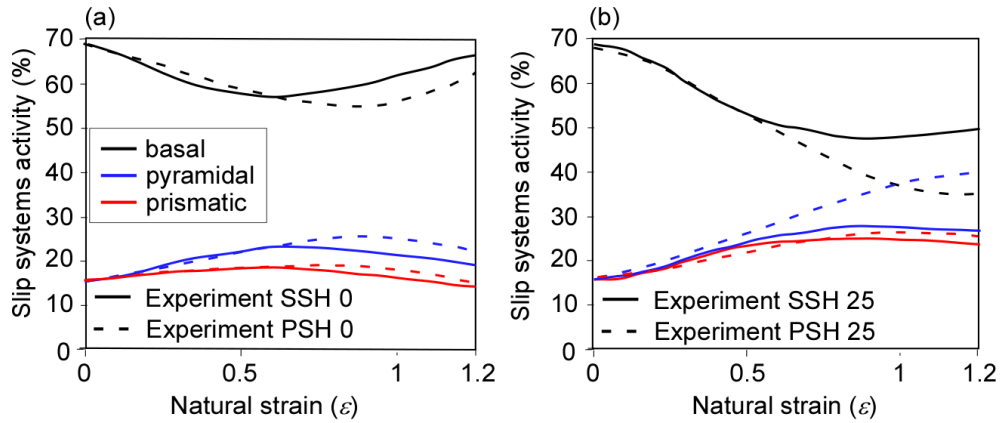 (a)
Slip systems activity (%)
70
60
50
40
30
20
10
0
basal
pyramidal
prismatic
Experiment SSH 0
Experiment PSH 0
0
0.5
1
1.2
Natural strain (ε)
(b)
Slip systems activity (%)
70
60
50
40
30
20
10
0
Experiment SSH 25
Experiment PSH 25
0
0.5
1
1.2
Natural strain (ε)